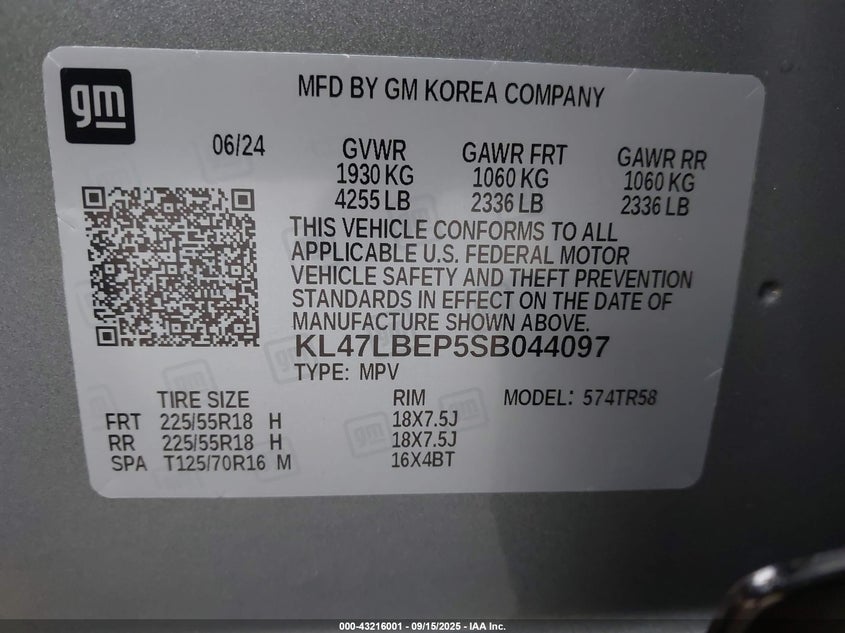 gm
MFD BY GM KOREA COMPANY
06/24 GVWR GAWR FRT GAWR RR
1930 KG 1060 KG 1060 KG
4255 LB 2336 LB 2336 LB
THIS VEHICLE CONFORMS TO ALL
APPLICABLE U.S. FEDERAL MOTOR
VEHICLE SAFETY AND THEFT PREVENTION
STANDARDS IN EFFECT ON THE DATE OF
MANUFACTURE SHOWN ABOVE.
KL47LBEP5SB044097
TYPE: MPV
TIRE SIZE RIM MODEL: 574TR58
FRT 225/55R18 H 18X7.5J
RR 225/55R18 H 18X7.5J
SPA T125/70R16 M 16X4BT
000-43216001 - 09/15/2025 - IAA Inc.